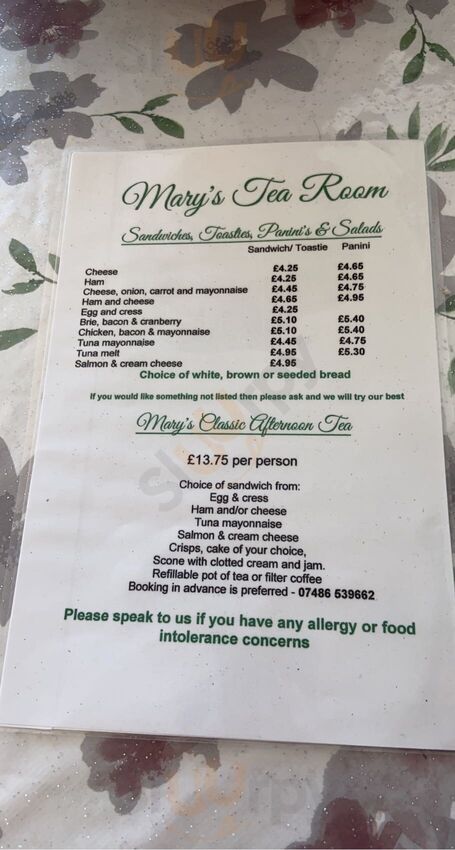 Mary's Tea Room
Sandwiches, Toasties, Panini's & Salads
Sandwich/ Toastie Panini
Cheese £4.25 £4.65
Ham £4.25 £4.65
Cheese, onion, carrot and mayonnaise £4.45 £4.75
Ham and cheese £4.65 £4.95
Egg and cress £4.25
Brie, bacon & cranberry £5.10 £5.40
Chicken, bacon & mayonnaise £5.10 £5.40
Tuna mayonnaise £4.45 £4.75
Tuna melt £4.95 £5.30
Salmon & cream cheese £4.95
Choice of white, brown or seeded bread
If you would like something not listed then please ask and we will try our best
Mary's Classic Afternoon Tea
£13.75 per person
Choice of sandwich from:
Egg & cress
Ham and/or cheese
Tuna mayonnaise
Salmon & cream cheese
Crisps, cake of your choice,
Scone with clotted cream and jam.
Refillable pot of tea or filter coffee
Booking in advance is preferred - 07486 539662
Please speak to us if you have any allergy or food
intolerance concerns